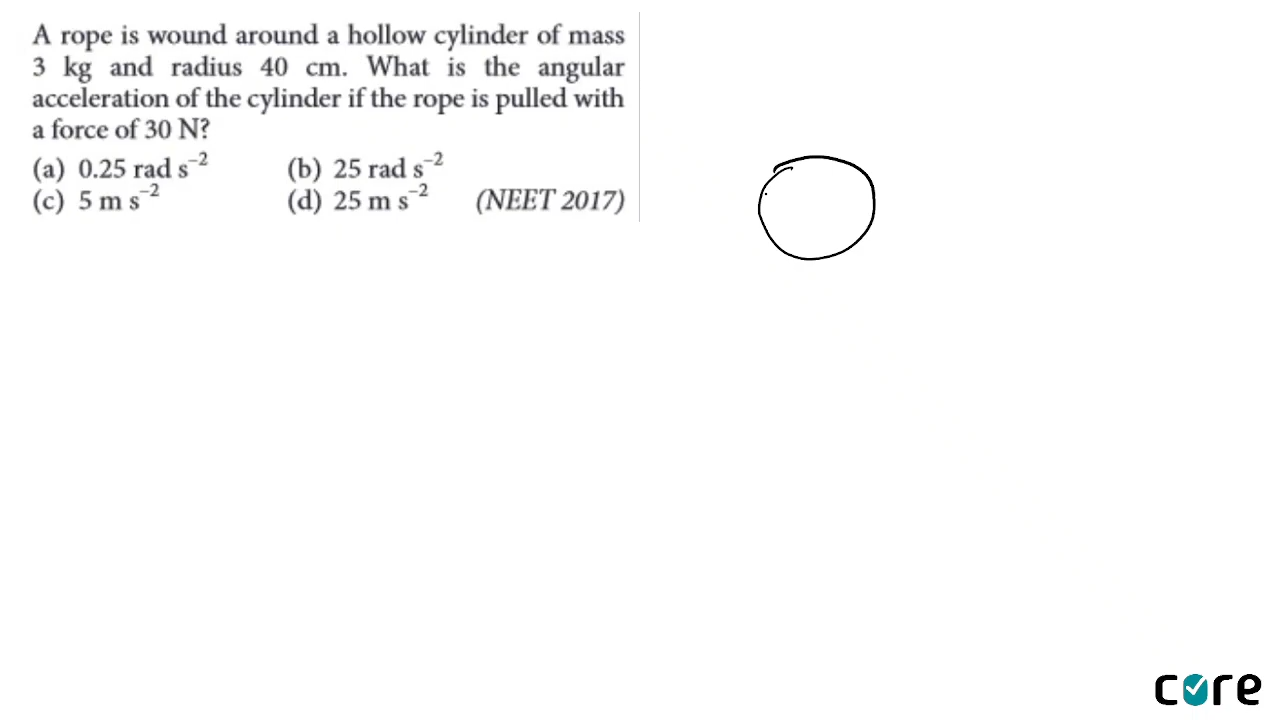 A rope is wound around a hollow cylinder of mass
3 kg and radius 40 cm. What is the angular
acceleration of the cylinder if the rope is pulled with
a force of 30 N?
(a) 0.25 rad s⁻² (b) 25 rad s⁻²
(c) 5 m s⁻² (d) 25 m s⁻² (NEET 2017)
core